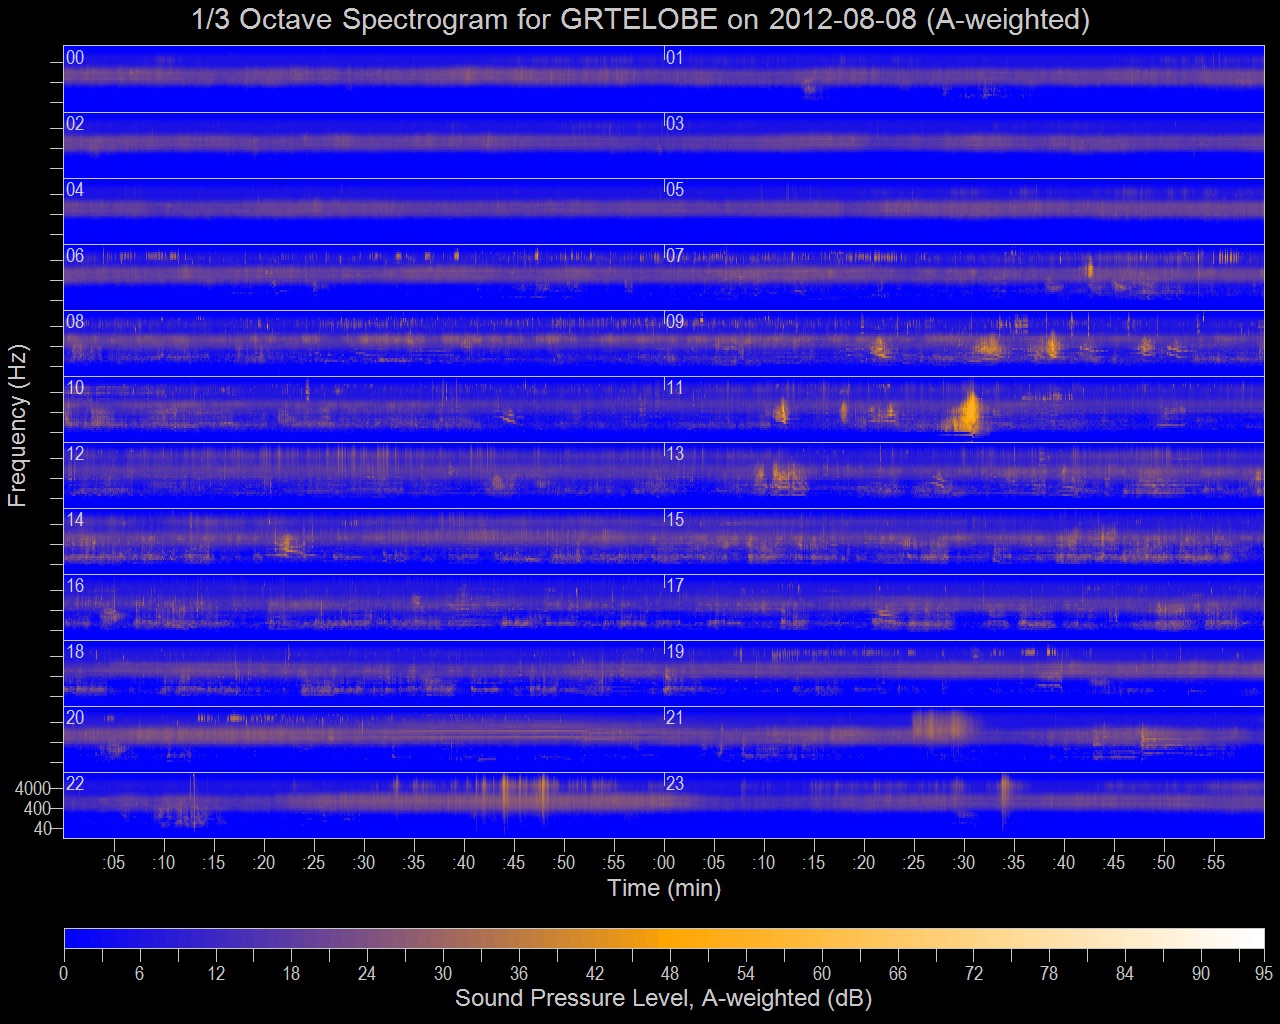 1/3 Octave Spectrogram for GRTELOBE on 2012-08-08 (A-weighted)
00 01
02 03
04 05
06 07
08 09
10 11
12 13
14 15
16 17
18 19
20 21
22 23
Frequency (Hz)
4000
400
40
:05 :10 :15 :20 :25 :30 :35 :40 :45 :50 :55 :00 :05 :10 :15 :20 :25 :30 :35 :40 :45 :50 :55
Time (min)
0 6 12 18 24 30 36 42 48 54 60 66 72 78 84 90 95
Sound Pressure Level, A-weighted (dB)